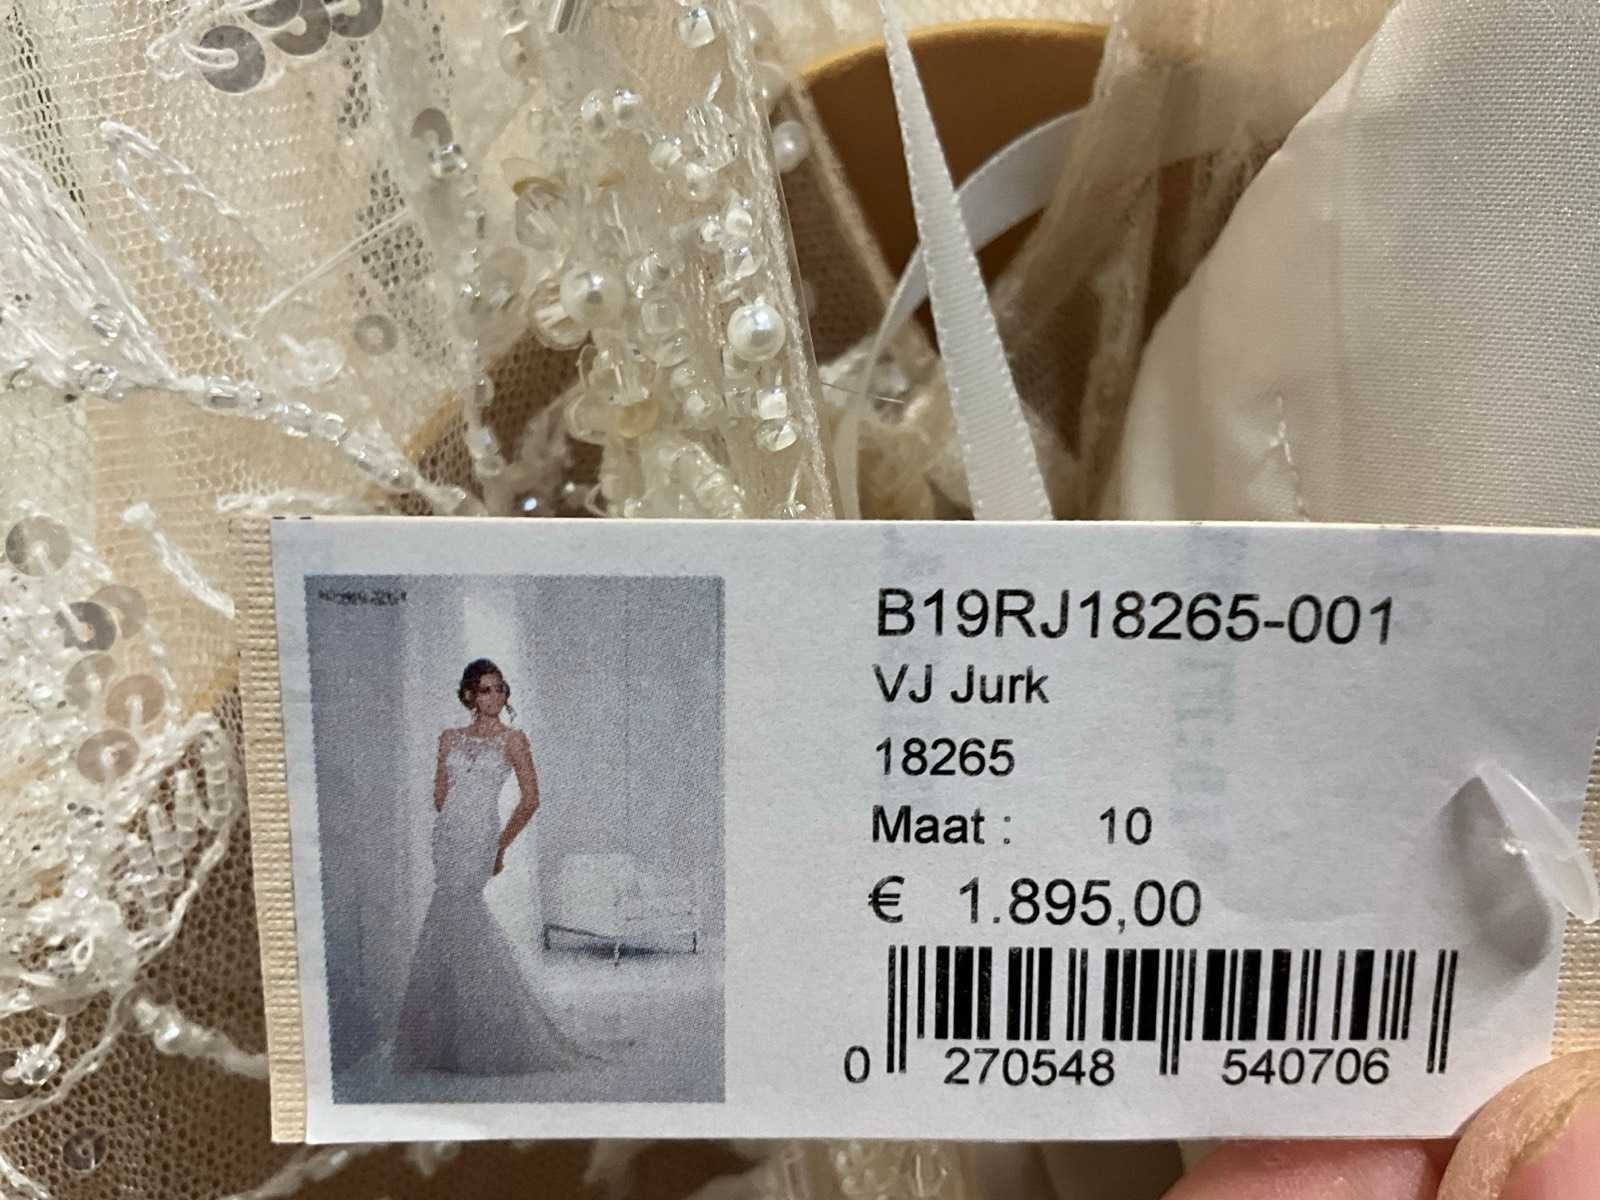 B19RJ18265-001
VJ Jurk
18265
Maat : 10
€ 1.895,00
0 270548 540706